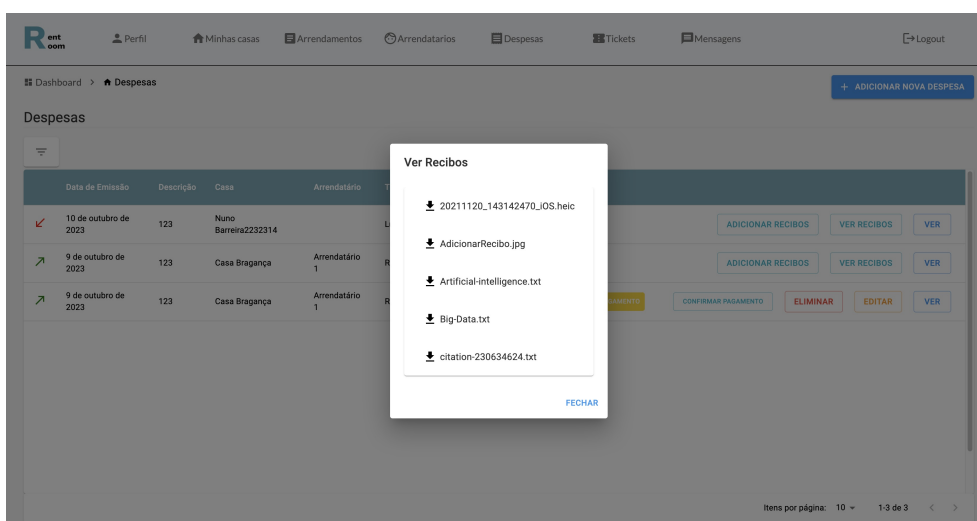 Rent
Room
Perfil
Minhas casas
Arrendamentos
Arrendatarios
Despesas
Tickets
Mensagens
Logout
Dashboard > Despesas
+ ADICIONAR NOVA DESPESA
Despesas
Ver Recibos
20211120_143142470_iOS.heic
AdicionarRecibo.jpg
Artificial-intelligence.txt
Big-Data.txt
citation-230634624.txt
FECHAR
Data de Emissão Descrição Casa Arrendatário
10 de outubro de
2023
123
Nuno
Barreira2232314
ADICIONAR RECIBOS VER RECIBOS VER
9 de outubro de
2023
123
Casa Bragança
Arrendatário
1
ADICIONAR RECIBOS VER RECIBOS VER
9 de outubro de
2023
123
Casa Bragança
Arrendatário
1
CONFIRMAR PAGAMENTO ELIMINAR EDITAR VER
Itens por página: 10 1-3 de 3 < >